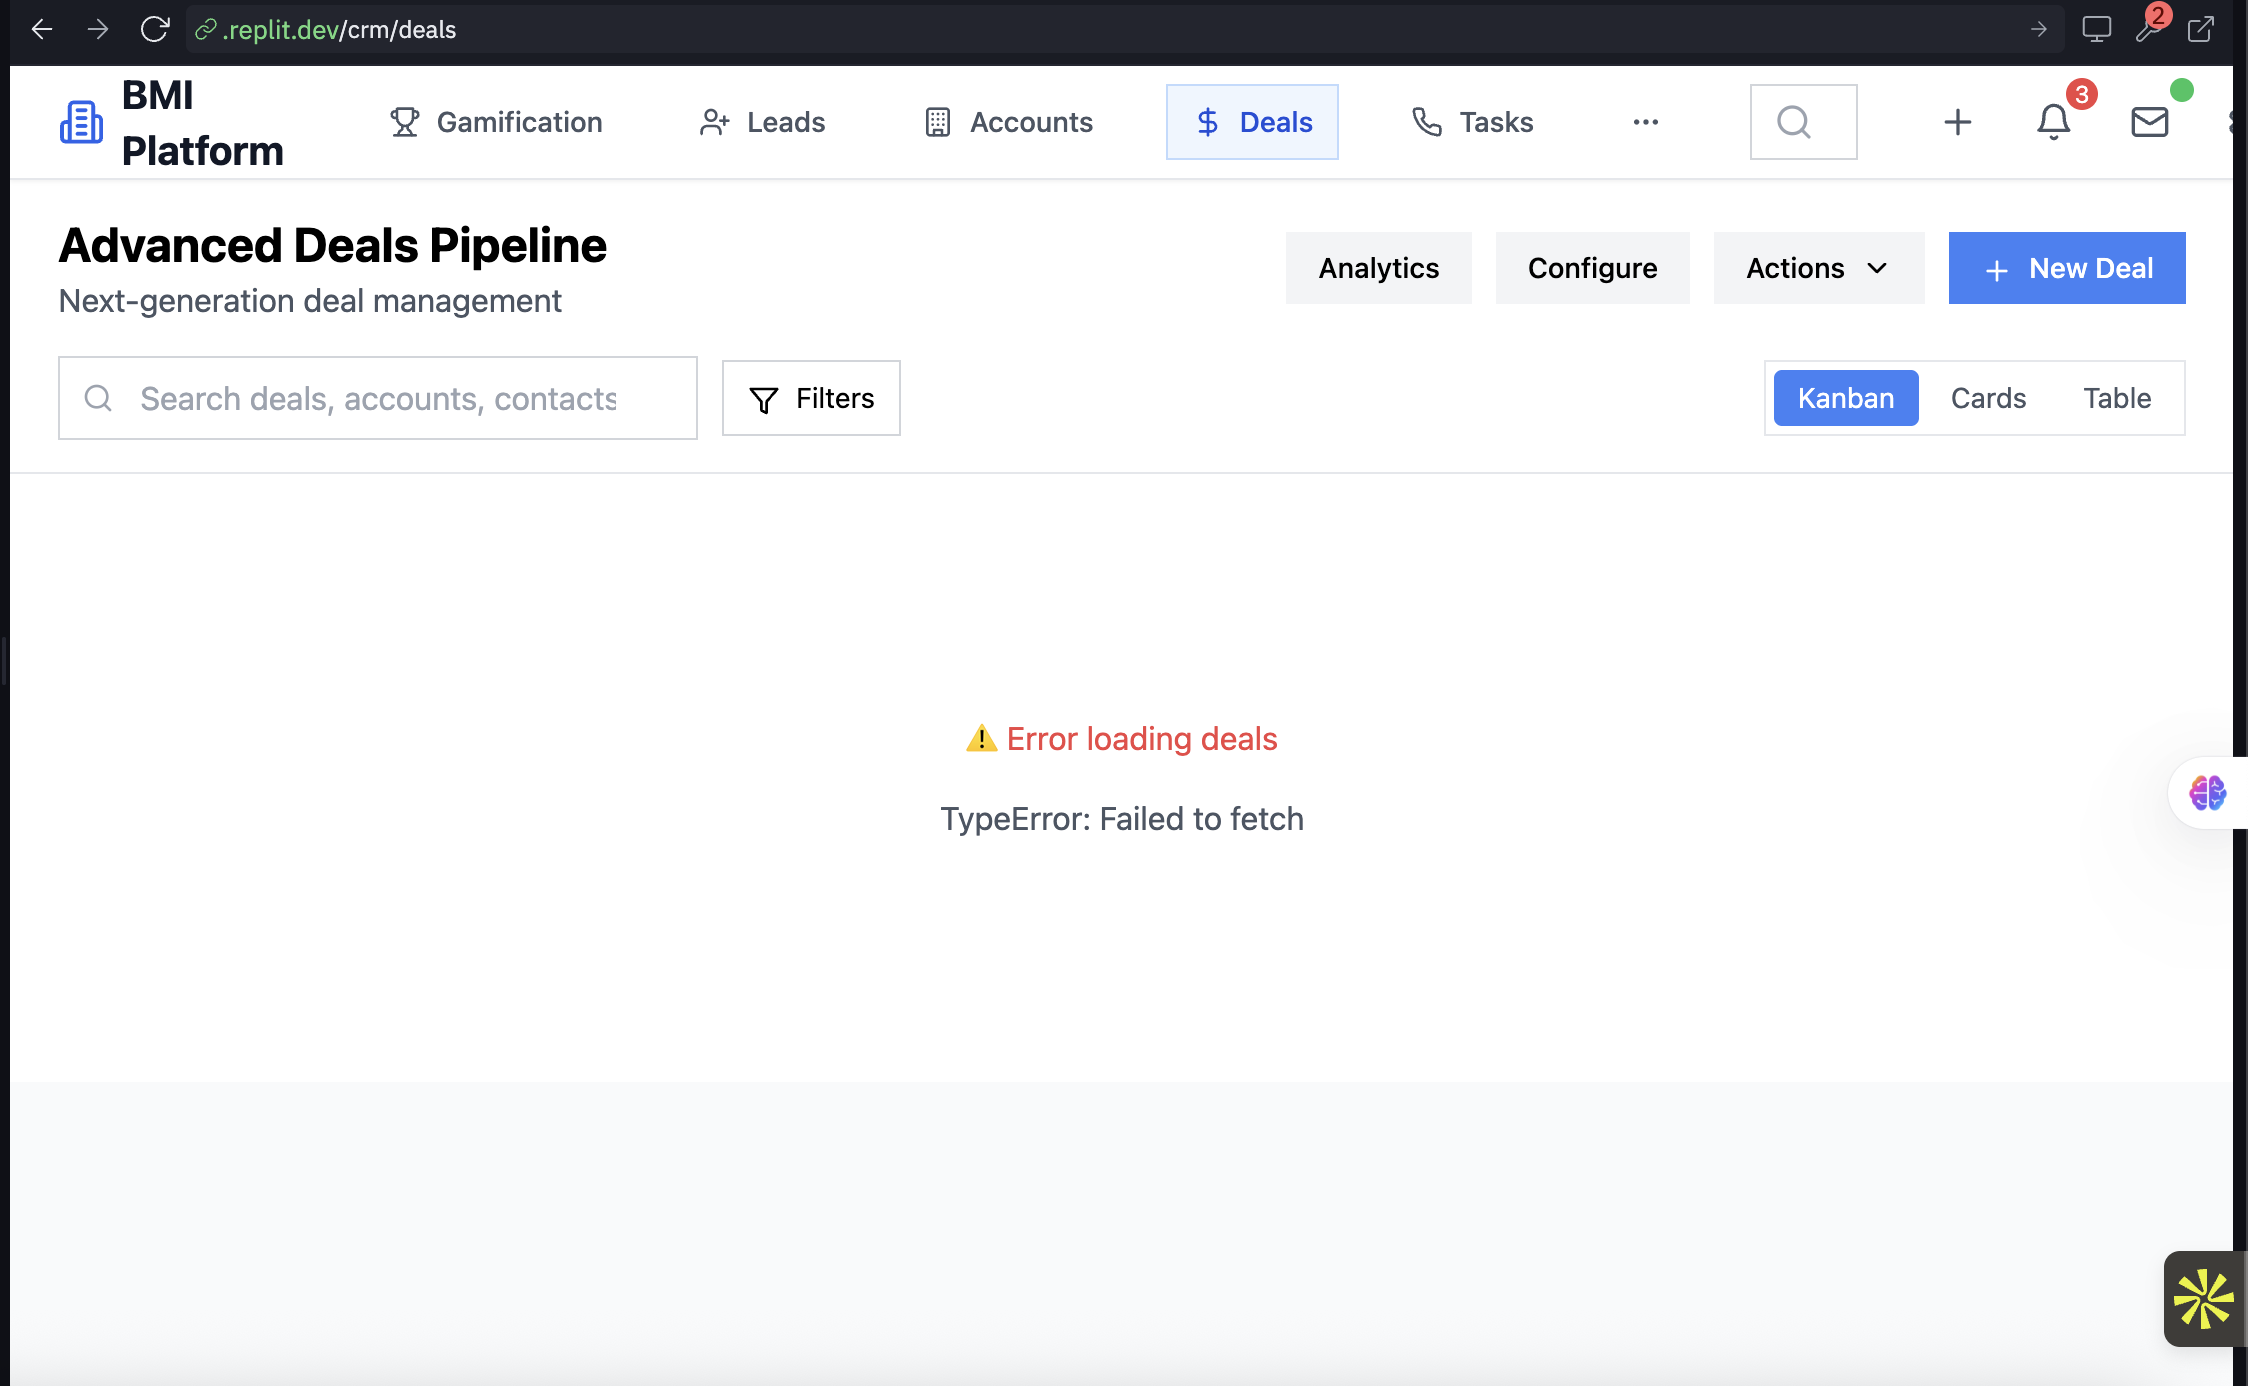 .replit.dev/crm/deals
2
BMI
Platform
Gamification
Leads
Accounts
Deals
Tasks
3
Advanced Deals Pipeline
Next-generation deal management
Analytics
Configure
Actions
New Deal
Search deals, accounts, contacts
Filters
Kanban
Cards
Table
⚠️ Error loading deals
TypeError: Failed to fetch